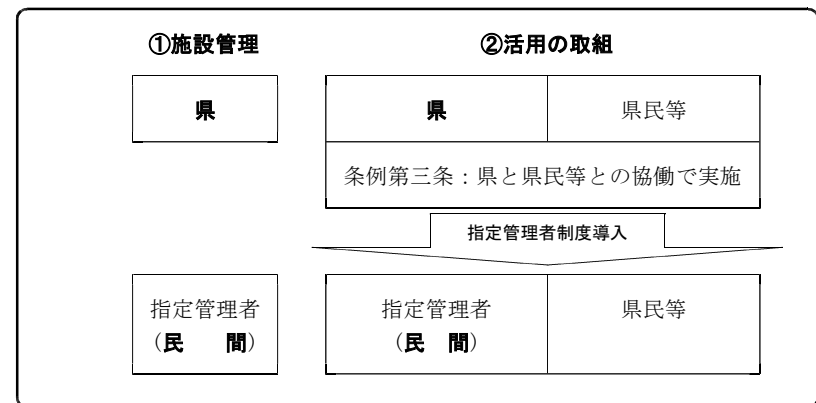 ①施設管理 ②活用の取組
県 県 県民等
条例第三条：県と県民等との協働で実施
指定管理者制度導入
指定管理者 指定管理者 県民等
（民　　間） （民　間）